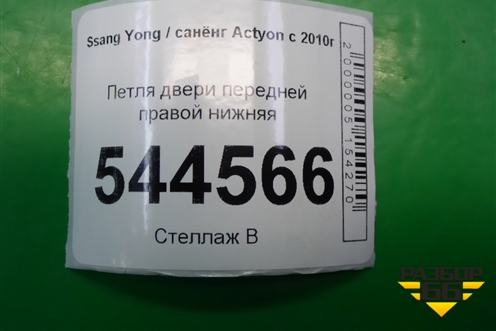 Ssang Yong / санёнг Actyon с 2010г
Петля двери передней
правой нижняя
544566
Стеллаж В
2000005154270
РАЗБОР
66